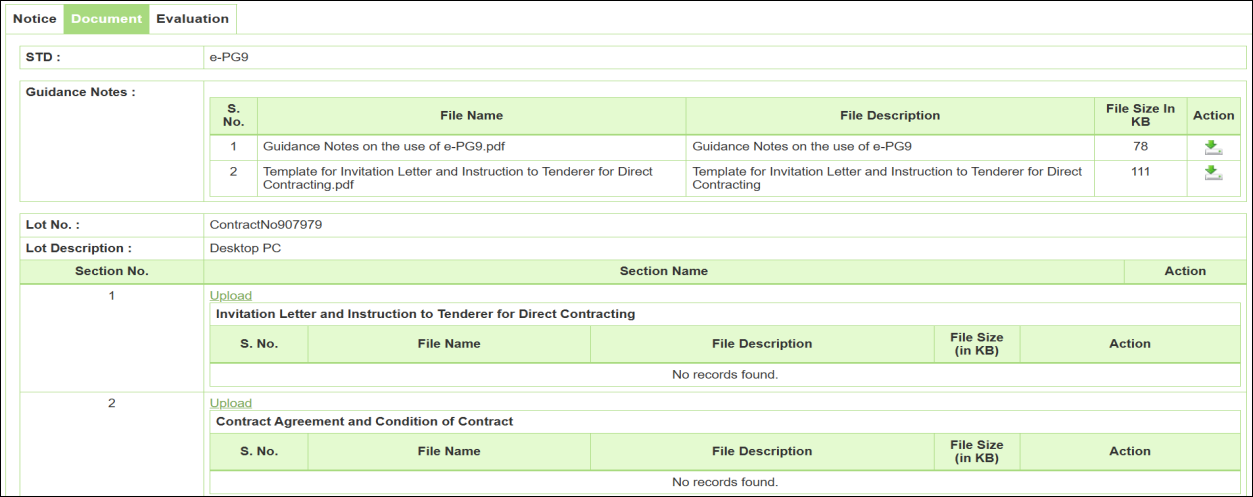 Notice Document Evaluation
STD : e-PG9
Guidance Notes :
S. No. File Name File Description File Size In KB Action
1 Guidance Notes on the use of e-PG9.pdf Guidance Notes on the use of e-PG9 78
2 Template for Invitation Letter and Instruction to Tenderer for Direct Contracting.pdf Template for Invitation Letter and Instruction to Tenderer for Direct Contracting 111
Lot No. : ContractNo907979
Lot Description : Desktop PC
Section No. Section Name Action
1 Upload
Invitation Letter and Instruction to Tenderer for Direct Contracting
S. No. File Name File Description File Size (in KB) Action
No records found.
2 Upload
Contract Agreement and Condition of Contract
S. No. File Name File Description File Size (in KB) Action
No records found.